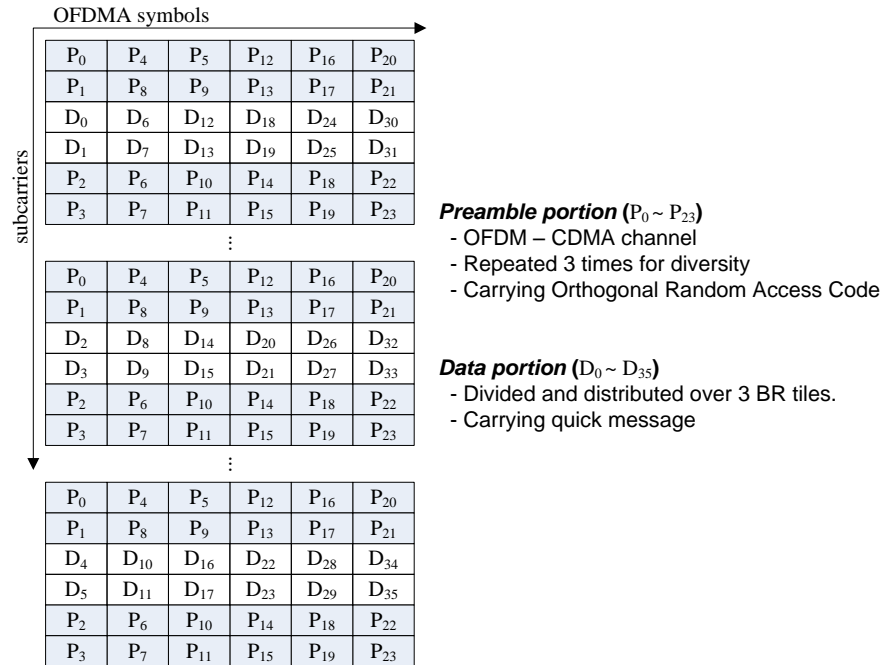 OFDMA symbols
subcarriers
P₀ P₄ P₅ P₁₂ P₁₆ P₂₀
P₁ P₈ P₉ P₁₃ P₁₇ P₂₁
D₀ D₆ D₁₂ D₁₈ D₂₄ D₃₀
D₁ D₇ D₁₃ D₁₉ D₂₅ D₃₁
P₂ P₆ P₁₀ P₁₄ P₁₈ P₂₂
P₃ P₇ P₁₁ P₁₅ P₁₉ P₂₃
⋮
P₀ P₄ P₅ P₁₂ P₁₆ P₂₀
P₁ P₈ P₉ P₁₃ P₁₇ P₂₁
D₂ D₈ D₁₄ D₂₀ D₂₆ D₃₂
D₃ D₉ D₁₅ D₂₁ D₂₇ D₃₃
P₂ P₆ P₁₀ P₁₄ P₁₈ P₂₂
P₃ P₇ P₁₁ P₁₅ P₁₉ P₂₃
⋮
P₀ P₄ P₅ P₁₂ P₁₆ P₂₀
P₁ P₈ P₉ P₁₃ P₁₇ P₂₁
D₄ D₁₀ D₁₆ D₂₂ D₂₈ D₃₄
D₅ D₁₁ D₁₇ D₂₃ D₂₉ D₃₅
P₂ P₆ P₁₀ P₁₄ P₁₈ P₂₂
P₃ P₇ P₁₁ P₁₅ P₁₉ P₂₃
Preamble portion (P₀ ~ P₂₃)
- OFDM – CDMA channel
- Repeated 3 times for diversity
- Carrying Orthogonal Random Access Code
Data portion (D₀ ~ D₃₅)
- Divided and distributed over 3 BR tiles.
- Carrying quick message